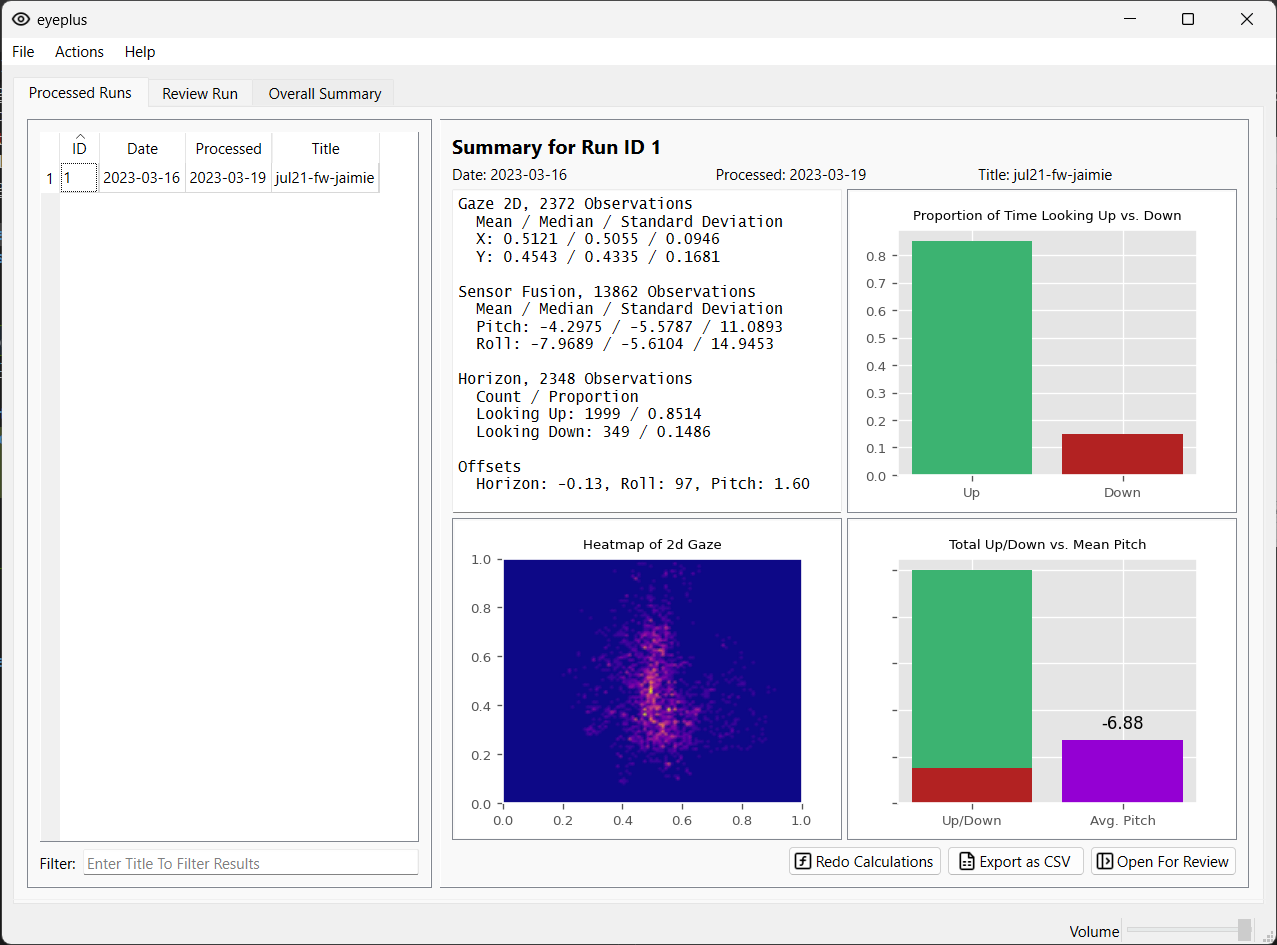 eyeplus
File Actions Help
Processed Runs Review Run Overall Summary
ID Date Processed Title
1 1 2023-03-16 2023-03-19 jul21-fw-jaimie
Filter: Enter Title To Filter Results
Summary for Run ID 1
Date: 2023-03-16 Processed: 2023-03-19 Title: jul21-fw-jaimie
Gaze 2D, 2372 Observations
Mean / Median / Standard Deviation
X: 0.5121 / 0.5055 / 0.0946
Y: 0.4543 / 0.4335 / 0.1681
Sensor Fusion, 13862 Observations
Mean / Median / Standard Deviation
Pitch: -4.2975 / -5.5787 / 11.0893
Roll: -7.9689 / -5.6104 / 14.9453
Horizon, 2348 Observations
Count / Proportion
Looking Up: 1999 / 0.8514
Looking Down: 349 / 0.1486
Offsets
Horizon: -0.13, Roll: 97, Pitch: 1.60
Proportion of Time Looking Up vs. Down
0.8
0.7
0.6
0.5
0.4
0.3
0.2
0.1
0.0
Up Down
Heatmap of 2d Gaze
1.0
0.8
0.6
0.4
0.2
0.0
0.0 0.2 0.4 0.6 0.8 1.0
Total Up/Down vs. Mean Pitch
-6.88
Up/Down Avg. Pitch
Redo Calculations Export as CSV Open For Review
Volume